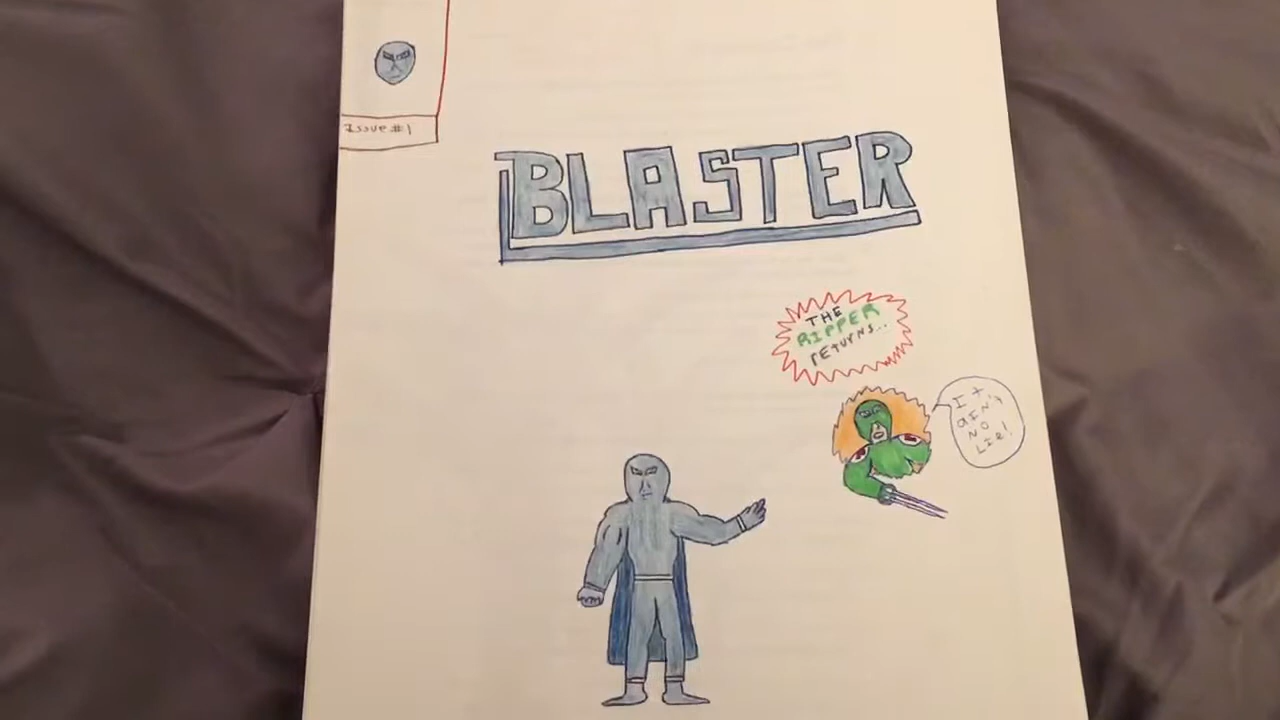 Issue #1
BLASTER
THE
RIPPER
RETURNS...
It
AIN'T
NO
LIE!